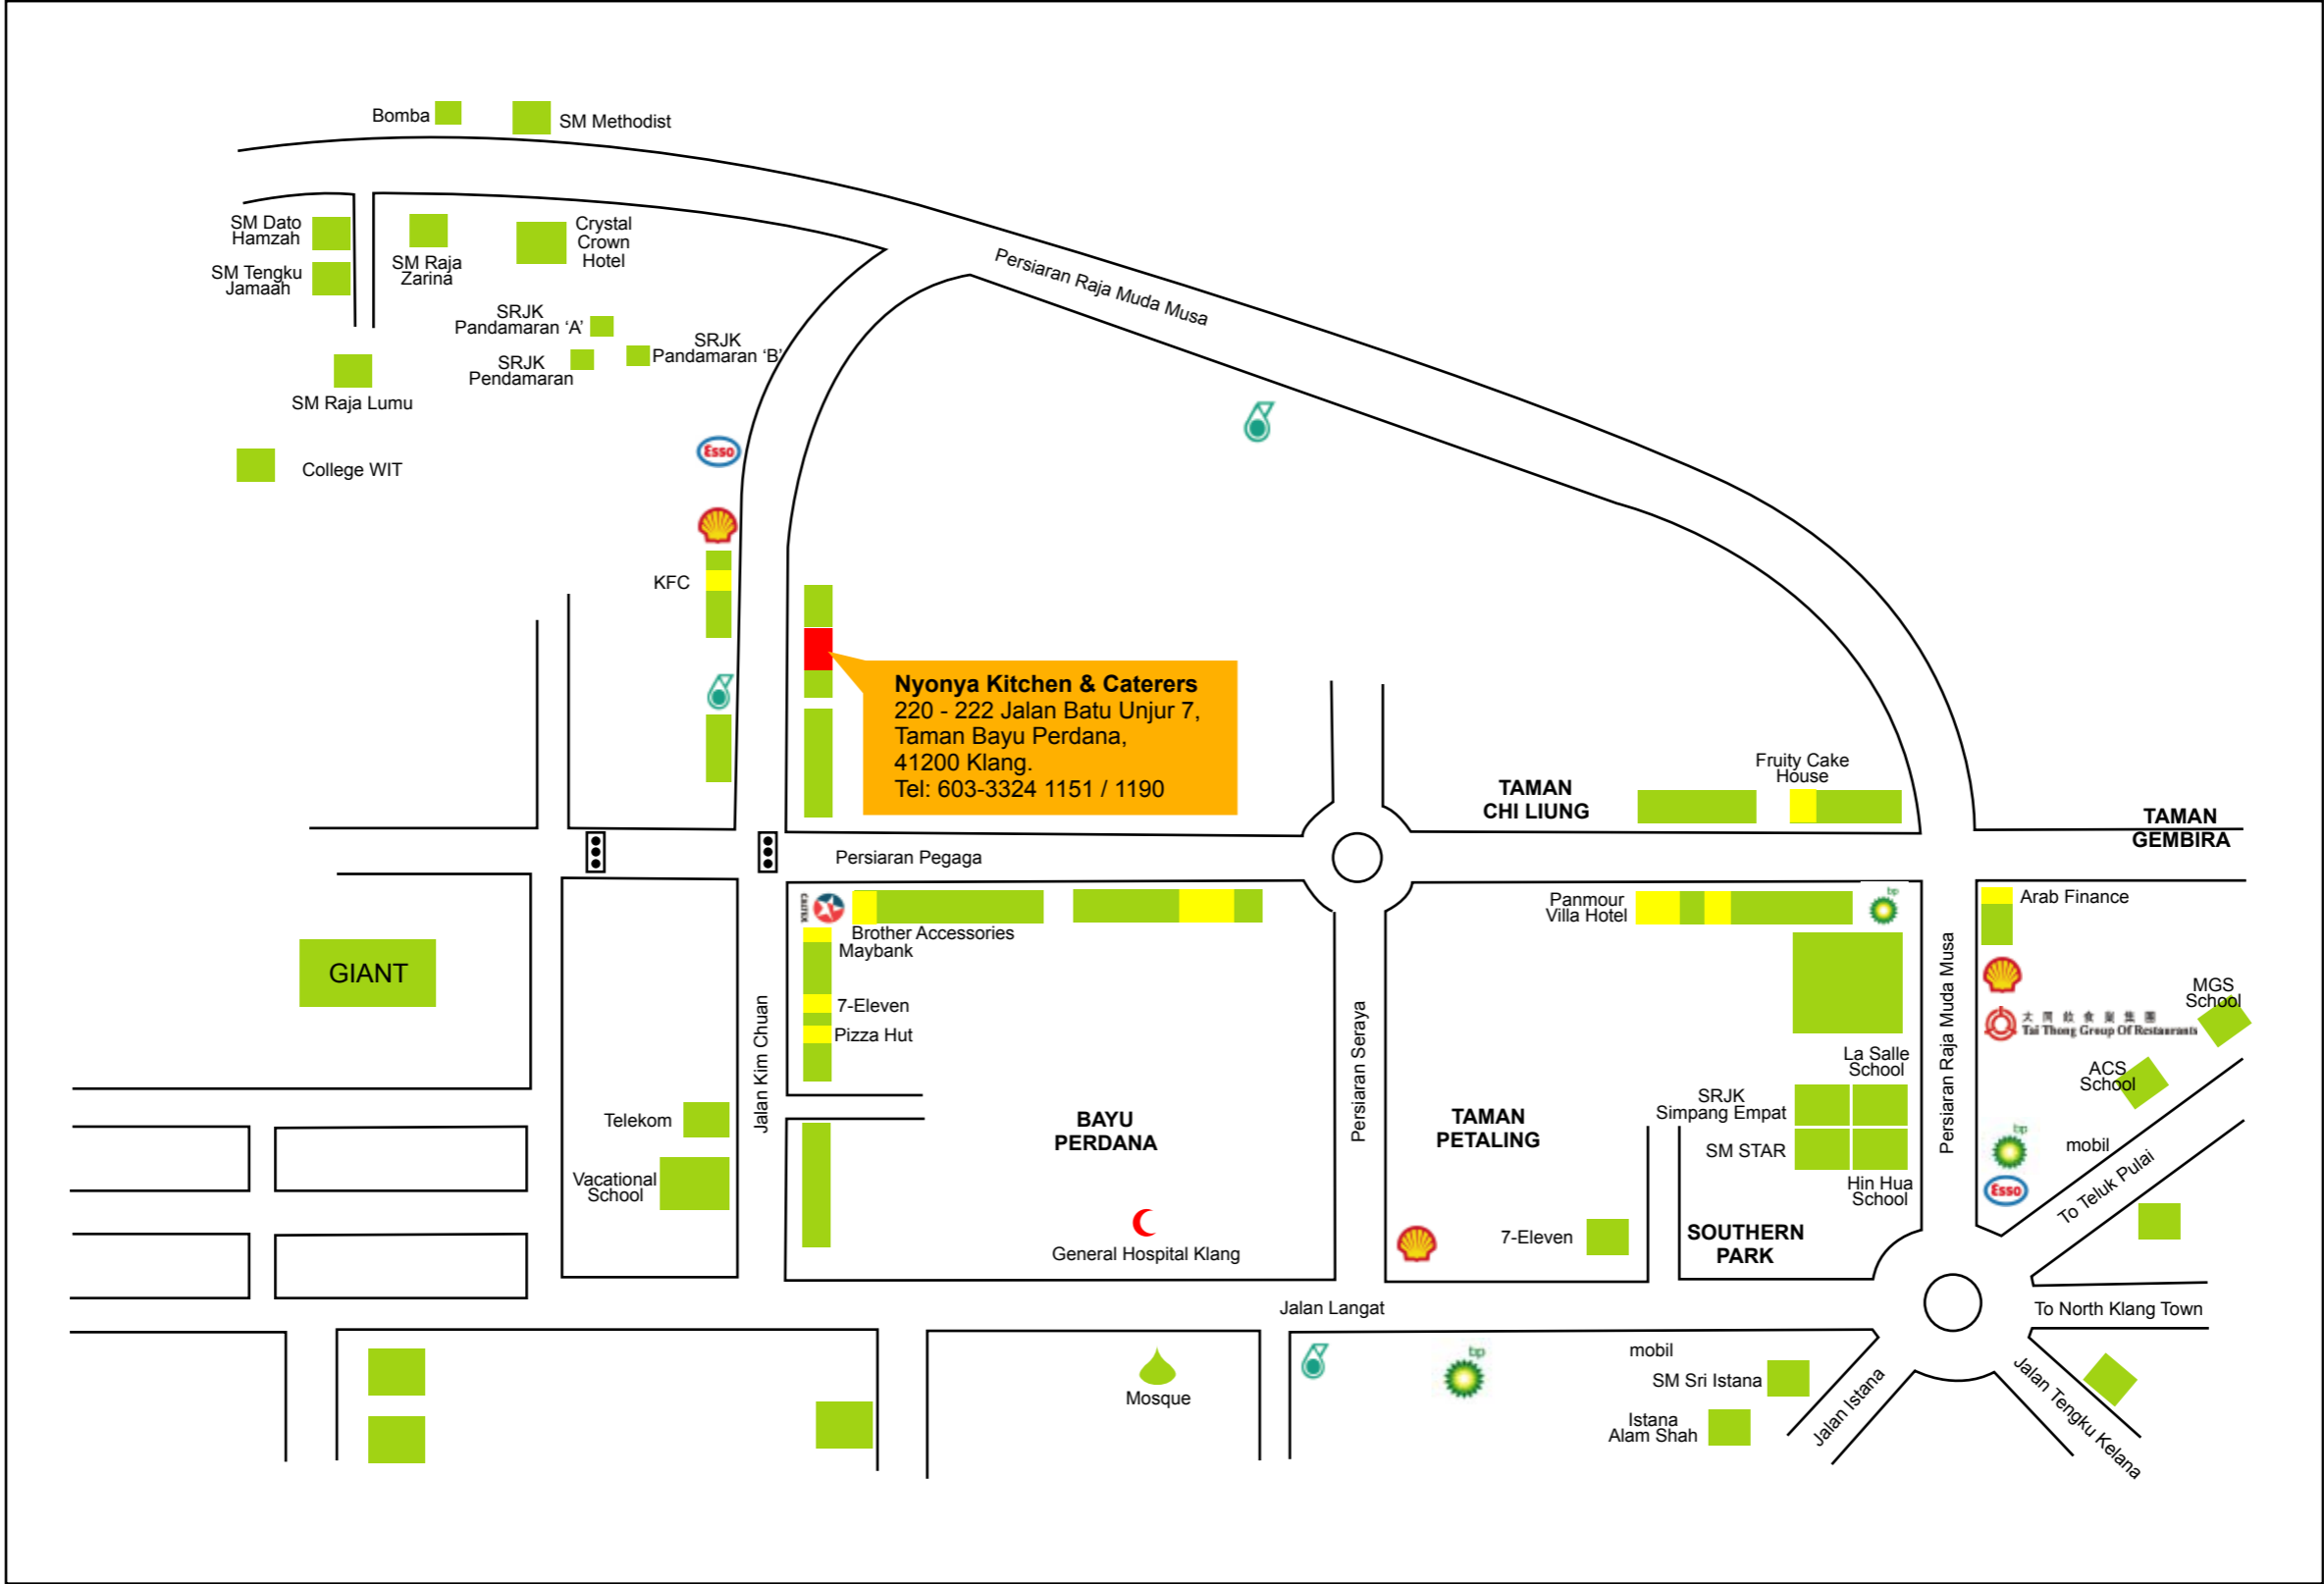 Bomba
SM Methodist
SM Dato
Hamzah
SM Tengku
Jamaah
SM Raja
Zarina
Crystal
Crown
Hotel
SRJK
Pandamaran ‘A’
SRJK
Pandamaran ‘B’
SRJK
Pendamaran
SM Raja Lumu
College WIT
Persiaran Raja Muda Musa
Esso
KFC
Nyonya Kitchen & Caterers
220 - 222 Jalan Batu Unjur 7,
Taman Bayu Perdana,
41200 Klang.
Tel: 603-3324 1151 / 1190
TAMAN
CHI LIUNG
Fruity Cake
House
TAMAN
GEMBIRA
Persiaran Pegaga
CALTEX
Brother Accessories
Maybank
7-Eleven
Pizza Hut
Panmour
Villa Hotel
bp
Arab Finance
GIANT
Jalan Kim Chuan
Persiaran Seraya
Persiaran Raja Muda Musa
Tai Thong Group Of Restaurants
MGS
School
ACS
School
La Salle
School
SRJK
Simpang Empat
SM STAR
Hin Hua
School
Telekom
Vacational
School
BAYU
PERDANA
TAMAN
PETALING
bp
mobil
Esso
To Teluk Pulai
General Hospital Klang
7-Eleven
SOUTHERN
PARK
Jalan Langat
To North Klang Town
Mosque
bp
mobil
SM Sri Istana
Istana
Alam Shah
Jalan Istana
Jalan Tengku Kelana